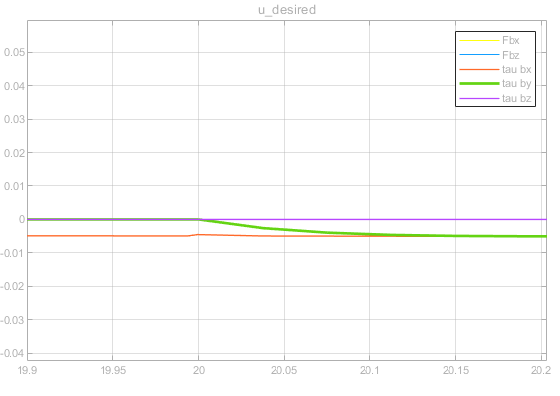 u_desired
Fbx
Fbz
tau bx
tau by
tau bz
0.05
0.04
0.03
0.02
0.01
0
-0.01
-0.02
-0.03
-0.04
19.9 19.95 20 20.05 20.1 20.15 20.2